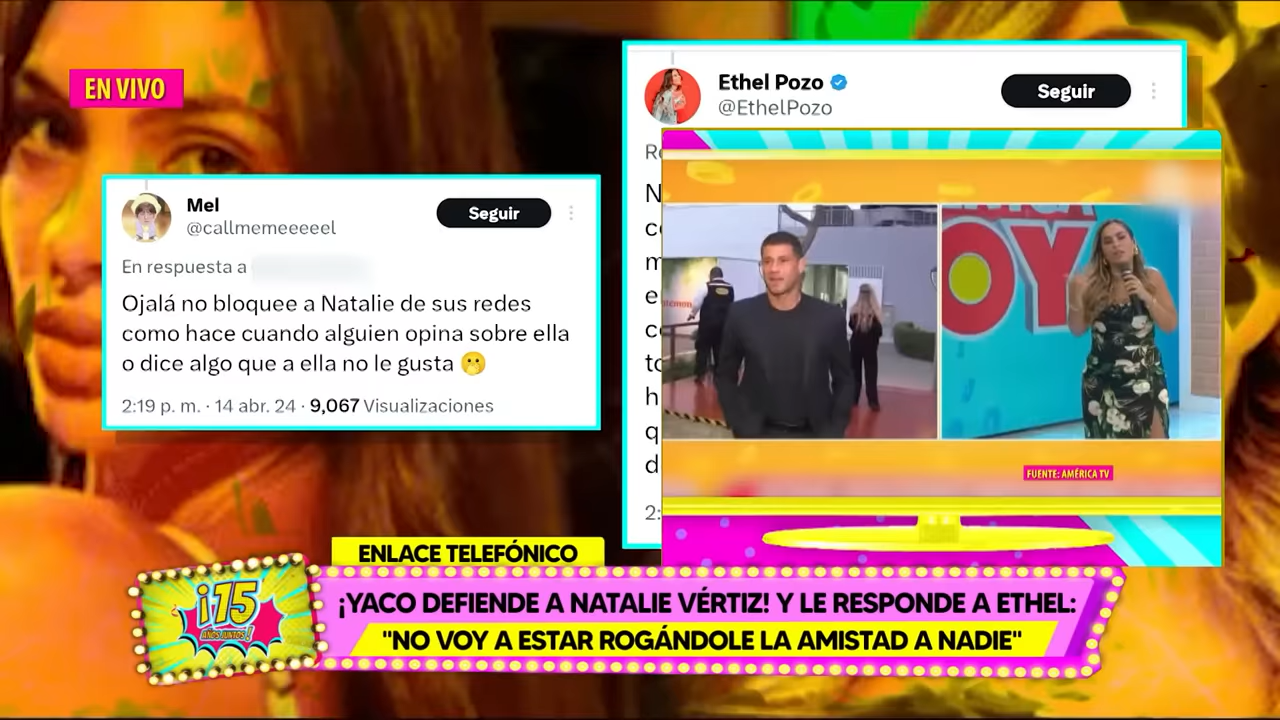 EN VIVO
Ethel Pozo
@EthelPozo
Seguir
Mel
@callmemeeeeel
Seguir
En respuesta a
Ojalá no bloquee a Natalie de sus redes
como hace cuando alguien opina sobre ella
o dice algo que a ella no le gusta 🫢
2:19 p. m. · 14 abr. 24 · 9,067 Visualizaciones
OY
FUENTE: AMÉRICA TV
ENLACE TELEFÓNICO
¡15
AÑOS JUNTOS!
¡YACO DEFIENDE A NATALIE VÉRTIZ! Y LE RESPONDE A ETHEL:
"NO VOY A ESTAR ROGÁNDOLE LA AMISTAD A NADIE"